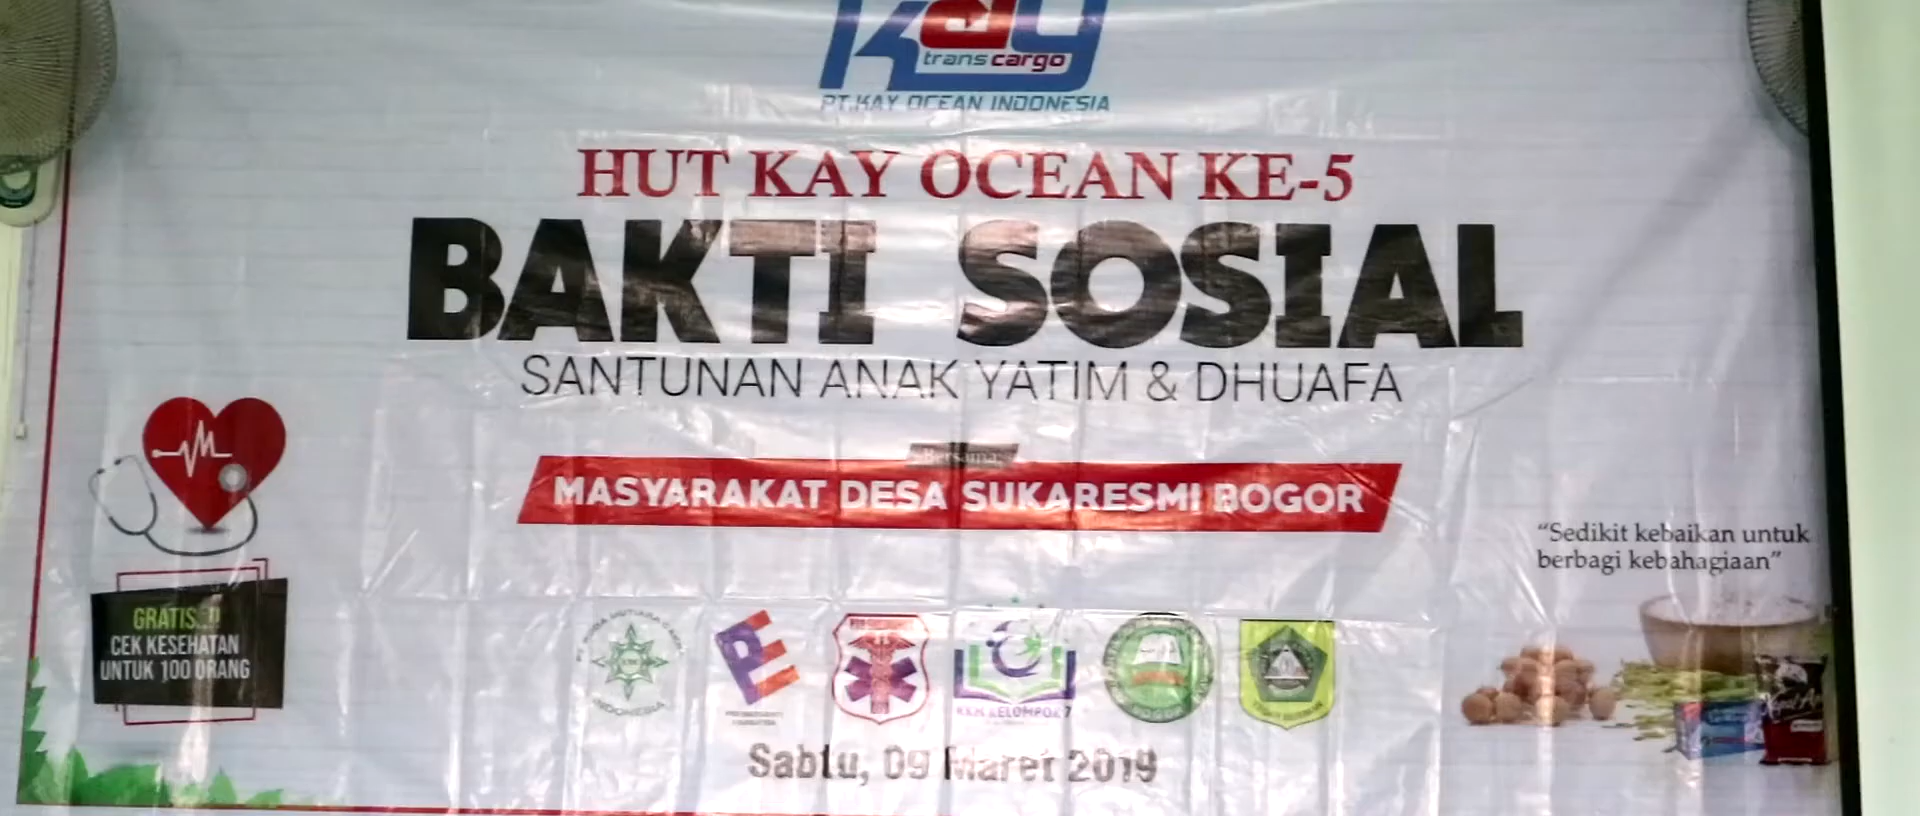 kay
trans cargo
PT. KAY OCEAN INDONESIA
HUT KAY OCEAN KE-5
BAKTI SOSIAL
SANTUNAN ANAK YATIM & DHUAFA
Bersama:
MASYARAKAT DESA SUKARESMI BOGOR
"Sedikit kebaikan untuk
berbagi kebahagiaan"
GRATIS...!!
CEK KESEHATAN
UNTUK 100 ORANG
INDONESIA
PE
KKN KELOMPOK 7
Sabtu, 09 Maret 2019